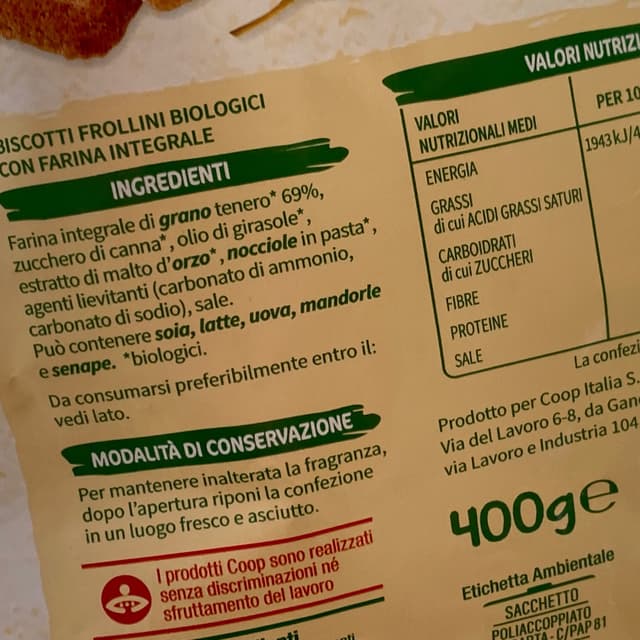 BISCOTTI FROLLINI BIOLOGICI
CON FARINA INTEGRALE
INGREDIENTI
Farina integrale di grano tenero* 69%,
zucchero di canna*, olio di girasole*,
estratto di malto d'orzo*, nocciole in pasta*,
agenti lievitanti (carbonato di ammonio,
carbonato di sodio), sale.
Può contenere soia, latte, uova, mandorle
e senape. *biologici.
Da consumarsi preferibilmente entro il:
vedi lato.
MODALITÀ DI CONSERVAZIONE
Per mantenere inalterata la fragranza,
dopo l'apertura riponi la confezione
in un luogo fresco e asciutto.
I prodotti Coop sono realizzati
senza discriminazioni né
sfruttamento del lavoro
VALORI NUTRIZI
VALORI
NUTRIZIONALI MEDI
PER 10
ENERGIA
1943 kJ/4
GRASSI
di cui ACIDI GRASSI SATURI
CARBOIDRATI
di cui ZUCCHERI
FIBRE
PROTEINE
SALE
La confezi
Prodotto per Coop Italia S.
Via del Lavoro 6-8, da Gan
via Lavoro e Industria 104
400g e
Etichetta Ambientale
SACCHETTO
POLIACCOPPIATO
CARTA - C/PAP 81